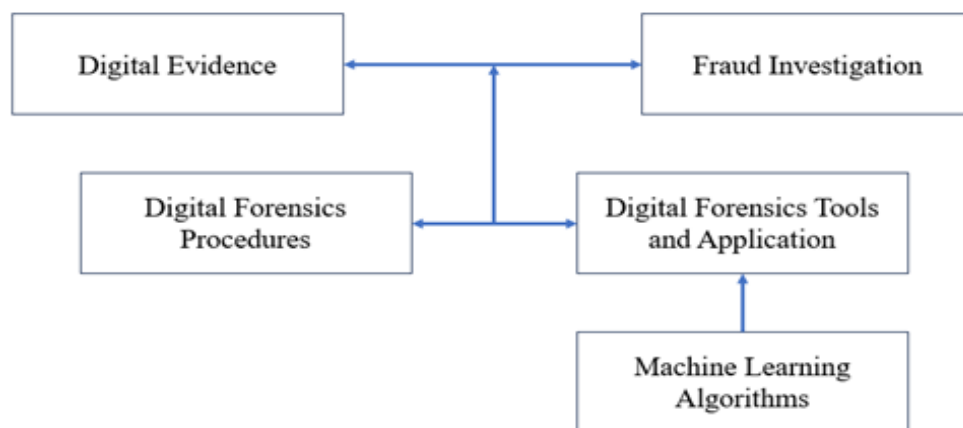 Digital Evidence
Fraud Investigation
Digital Forensics
Procedures
Digital Forensics Tools
and Application
Machine Learning
Algorithms